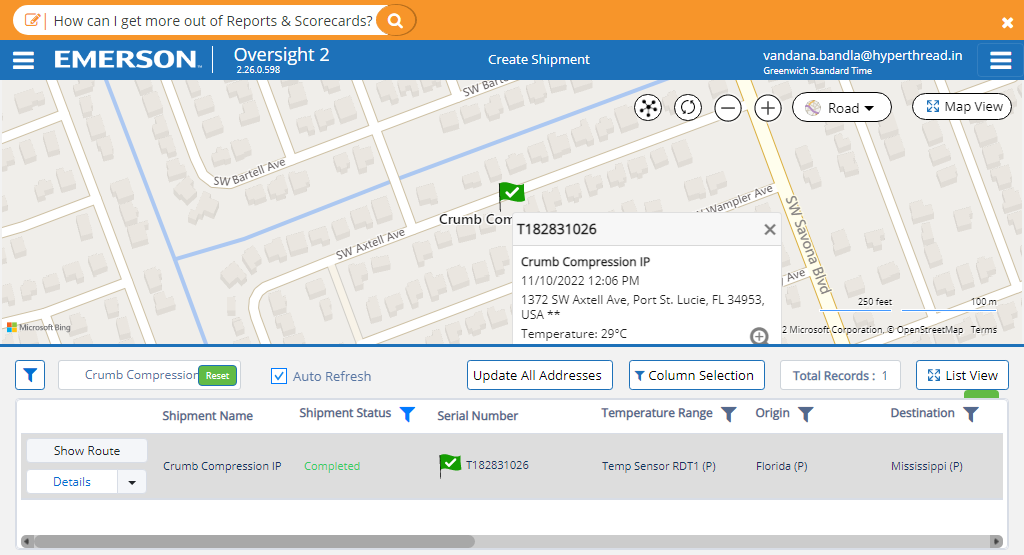 How can I get more out of Reports & Scorecards?
EMERSON
Oversight 2
2.26.0.598
Create Shipment
vandana.bandla@hyperthread.in
Greenwich Standard Time
SW Bartell Ave
SW Bartell Ave
SW Axtell Ave
SW Wampler Ave
SW Savona Blvd
Ave
Road
Map View
Crumb Com
T182831026
Crumb Compression IP
11/10/2022 12:06 PM
1372 SW Axtell Ave, Port St. Lucie, FL 34953,
USA **
Temperature: 29°C
250 feet
100 m
Microsoft Bing
2 Microsoft Corporation, © OpenStreetMap Terms
Crumb Compression
Reset
Auto Refresh
Update All Addresses
Column Selection
Total Records : 1
List View
Shipment Name
Shipment Status
Serial Number
Temperature Range
Origin
Destination
Show Route
Details
Crumb Compression IP
Completed
T182831026
Temp Sensor RDT1 (P)
Florida (P)
Mississippi (P)